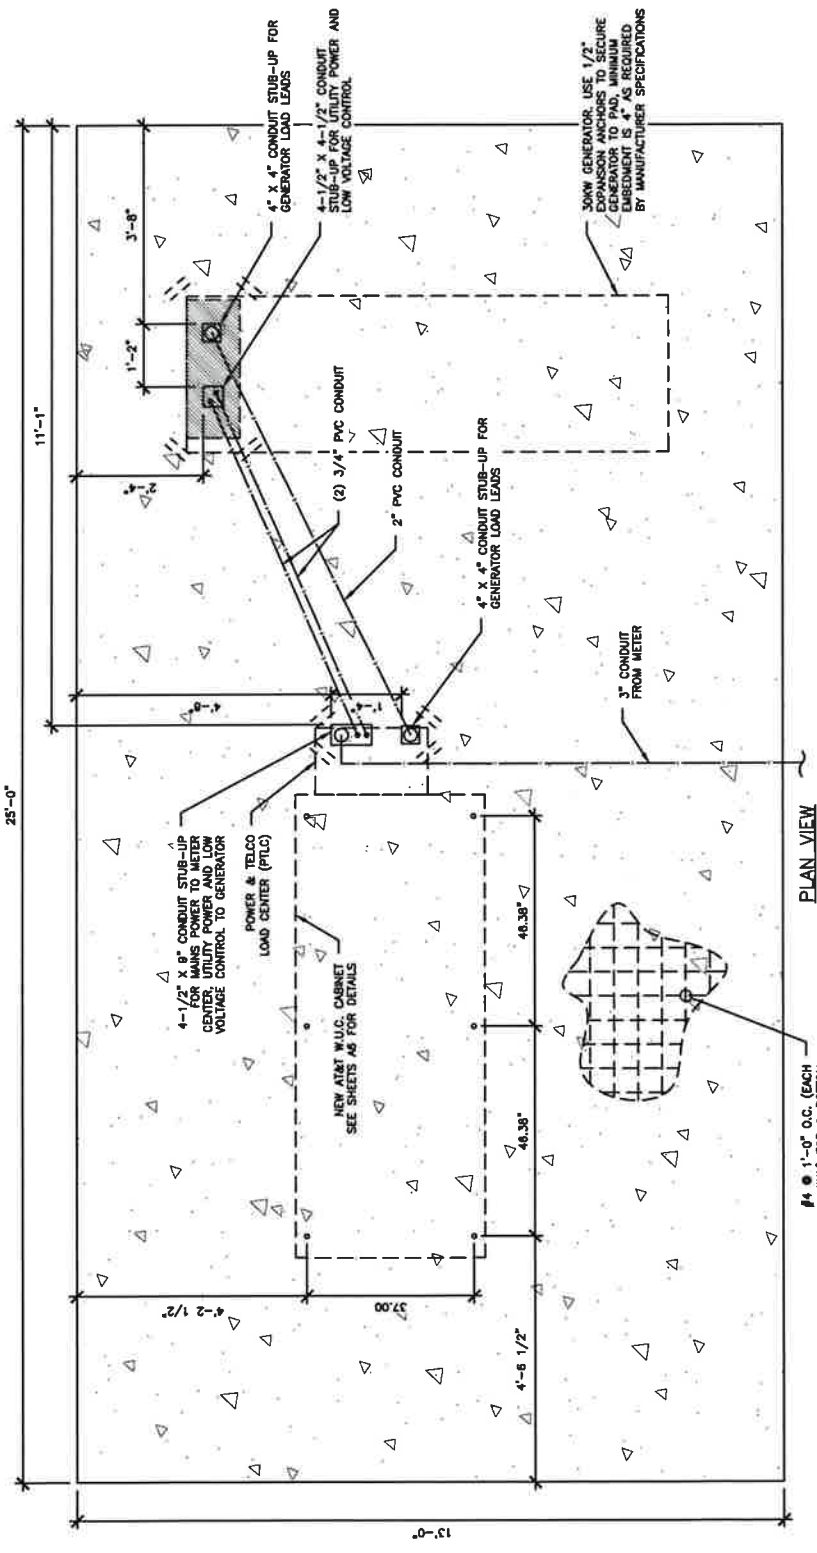 25'-0"
11'-1"
3'-8"
1'-2"
2'-4"
4'-8"
1'-4"
4" X 4" CONDUIT STUB-UP FOR
GENERATOR LOAD LEADS
4-1/2" X 4-1/2" CONDUIT
STUB-UP FOR UTILITY POWER AND
LOW VOLTAGE CONTROL
(2) 3/4" PVC CONDUIT
2" PVC CONDUIT
4" X 4" CONDUIT STUB-UP FOR
GENERATOR LOAD LEADS
30KW GENERATOR. USE 1/2"
EXPANSION ANCHORS TO SECURE
GENERATOR TO PAD, MINIMUM
EMBEDMENT IS 4" AS REQUIRED
BY MANUFACTURER SPECIFICATIONS
3" CONDUIT
FROM METER
4-1/2" X 9" CONDUIT STUB-UP
FOR MAINS POWER TO METER
CENTER, UTILITY POWER AND LOW
VOLTAGE CONTROL TO GENERATOR
POWER & TELCO
LOAD CENTER (PTLC)
NEW AT&T W.U.C. CABINET
SEE SHEETS A6 FOR DETAILS
46.38"
46.38"
4'-2 1/2"
37.00
4'-6 1/2"
13'-0"
#4 @ 1'-0" O.C. (EACH
PLAN VIEW